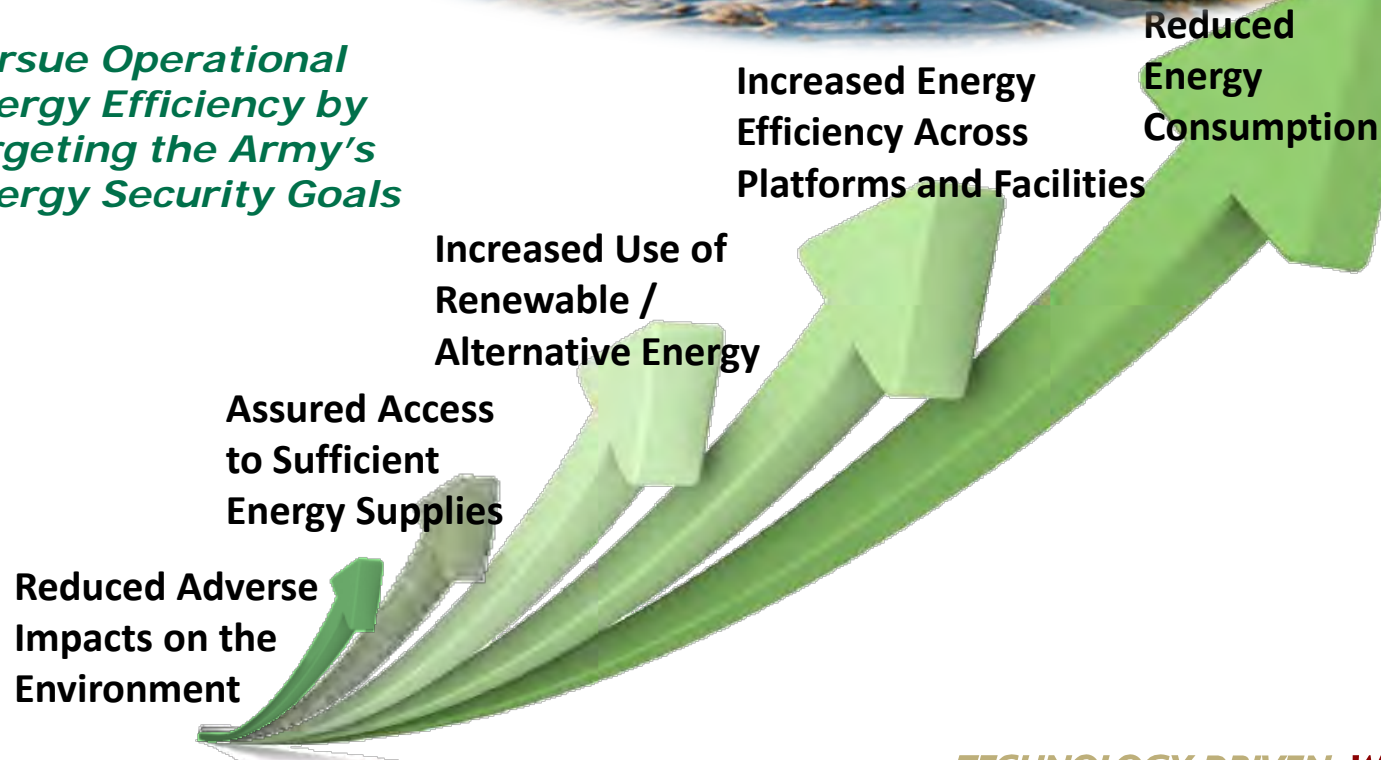 rsue Operational
ergy Efficiency by
rgeting the Army's
ergy Security Goals
Reduced
Energy
Consumption
Increased Energy
Efficiency Across
Platforms and Facilities
Increased Use of
Renewable /
Alternative Energy
Assured Access
to Sufficient
Energy Supplies
Reduced Adverse
Impacts on the
Environment
TECHNOLOGY DRIVEN.